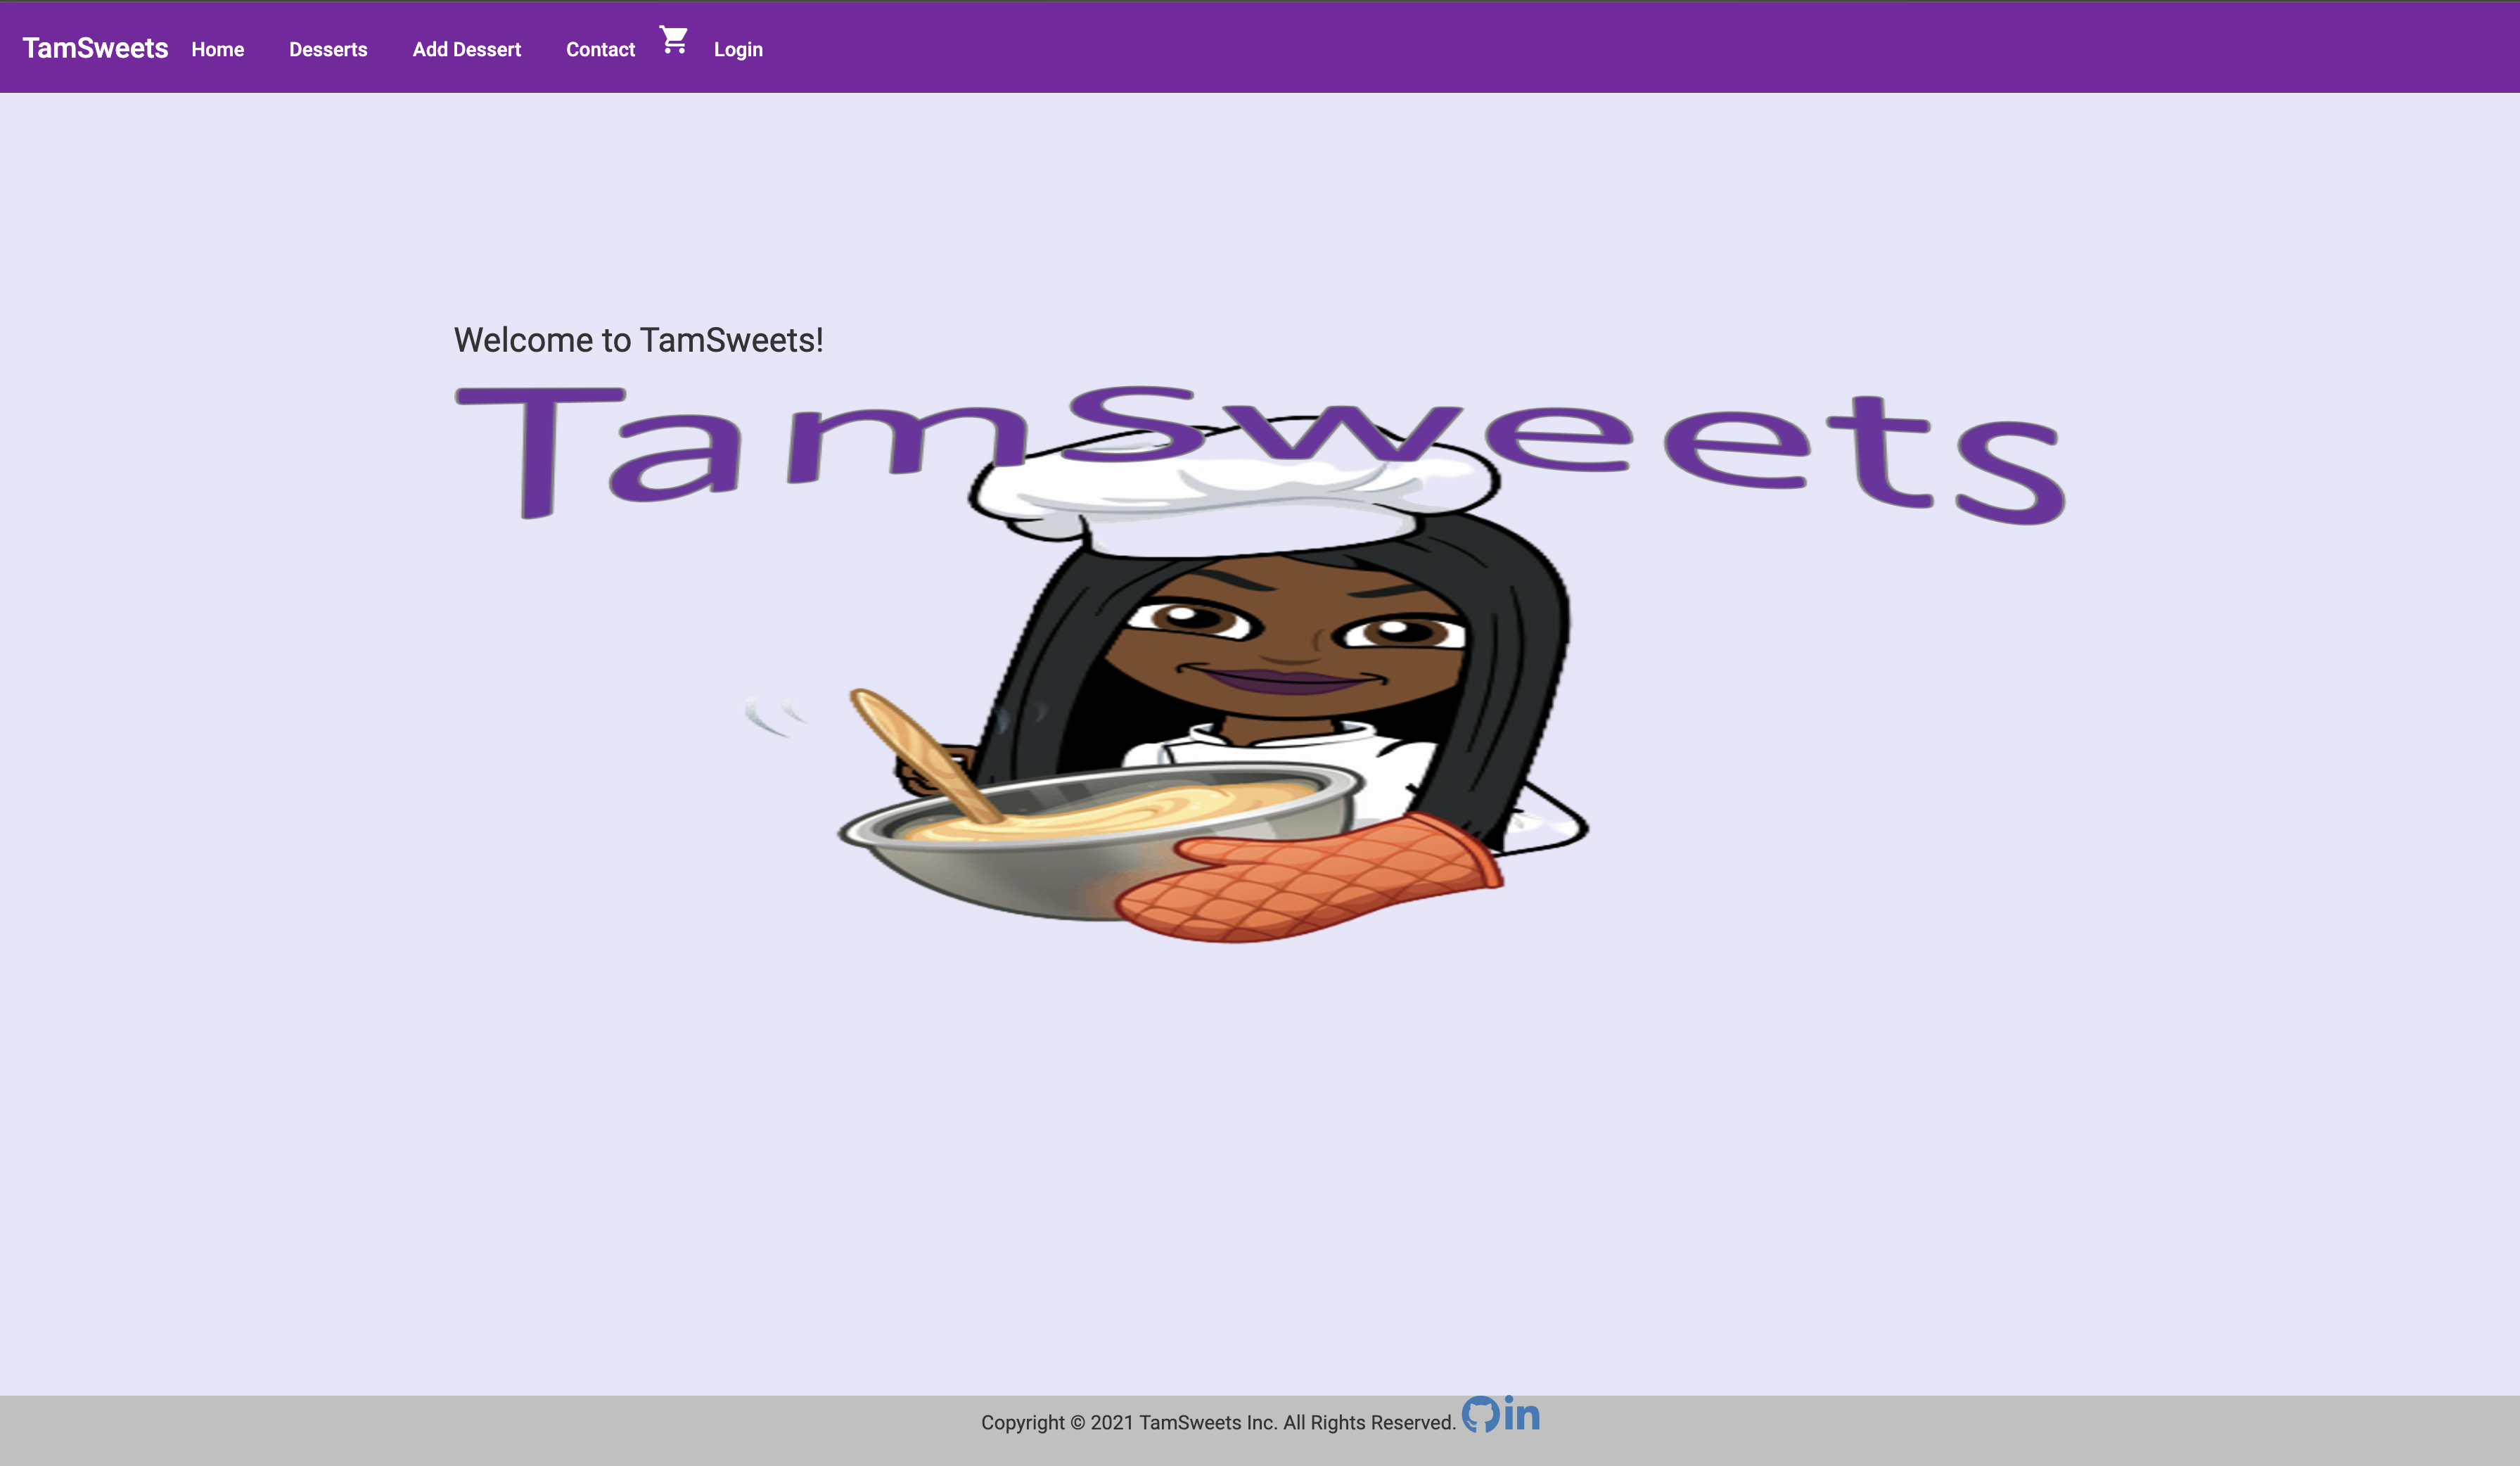 TamSweets Home Desserts Add Dessert Contact Login
Welcome to TamSweets!
TamSweets
Copyright © 2021 TamSweets Inc. All Rights Reserved. in